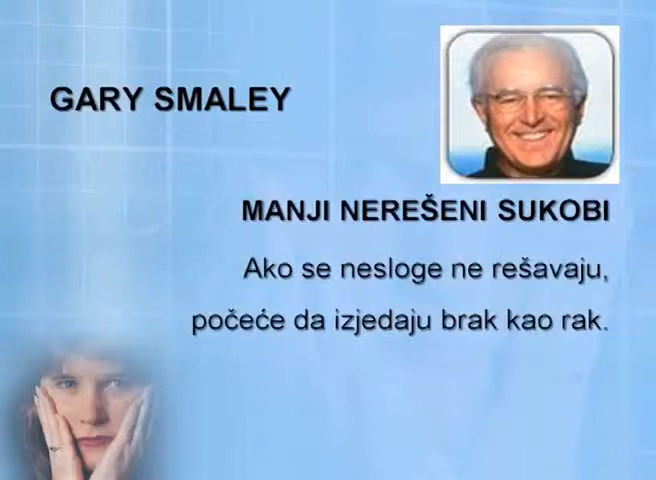 GARY SMALEY
MANJI NEREŠENI SUKOBI
Ako se nesloge ne rešavaju,
počeće da izjedaju brak kao rak.